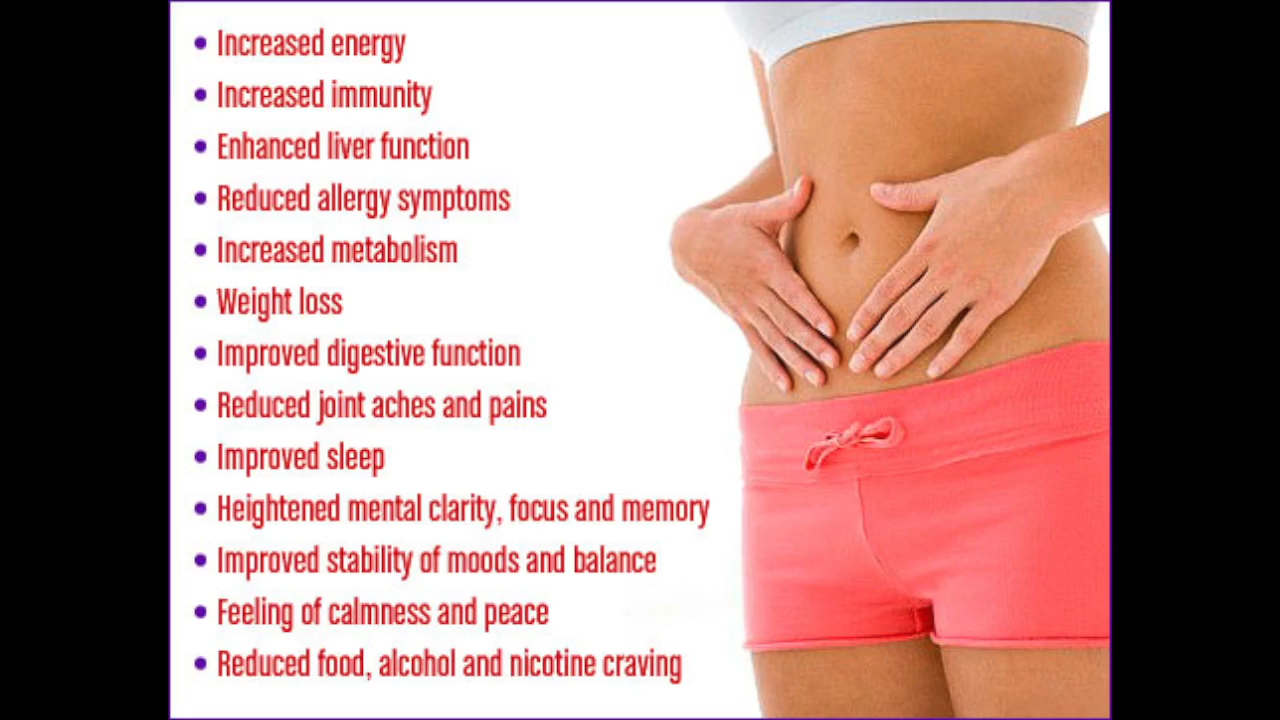 • Increased energy
• Increased immunity
• Enhanced liver function
• Reduced allergy symptoms
• Increased metabolism
• Weight loss
• Improved digestive function
• Reduced joint aches and pains
• Improved sleep
• Heightened mental clarity, focus and memory
• Improved stability of moods and balance
• Feeling of calmness and peace
• Reduced food, alcohol and nicotine craving